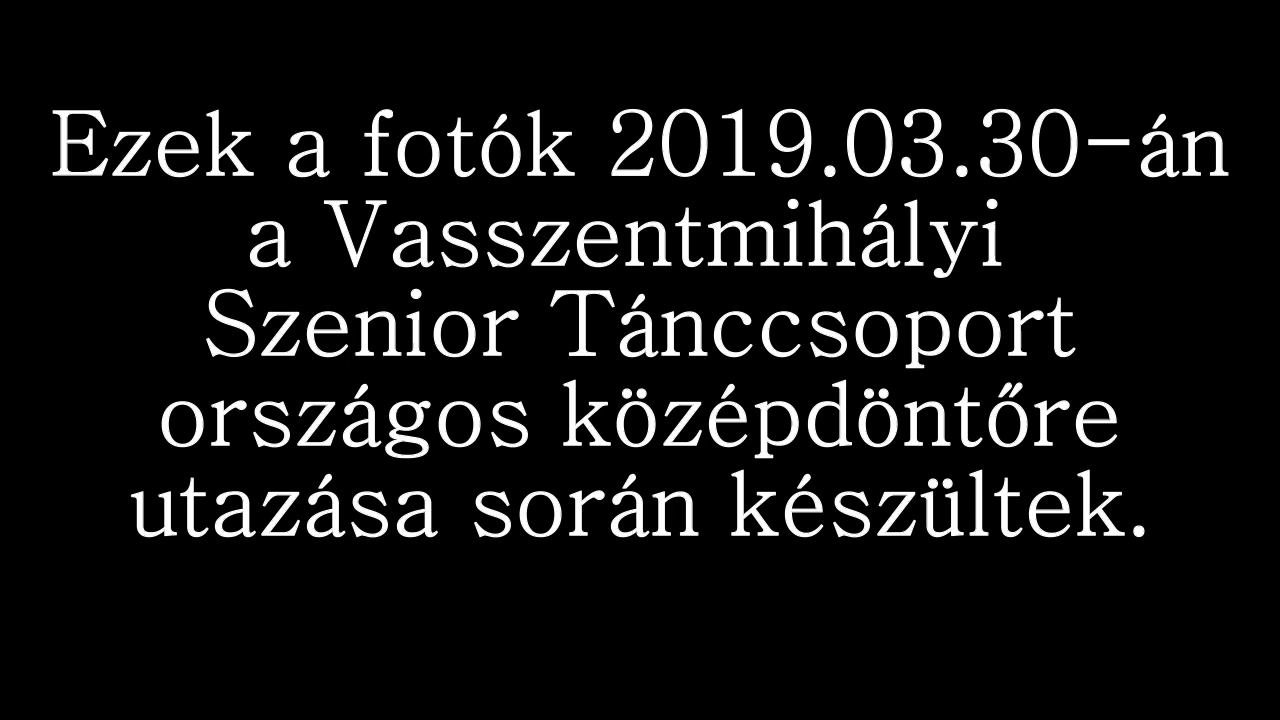 Ezek a fotók 2019.03.30-án
a Vasszentmihályi
Szenior Tánccsoport
országos középdöntőre
utazása során készültek.